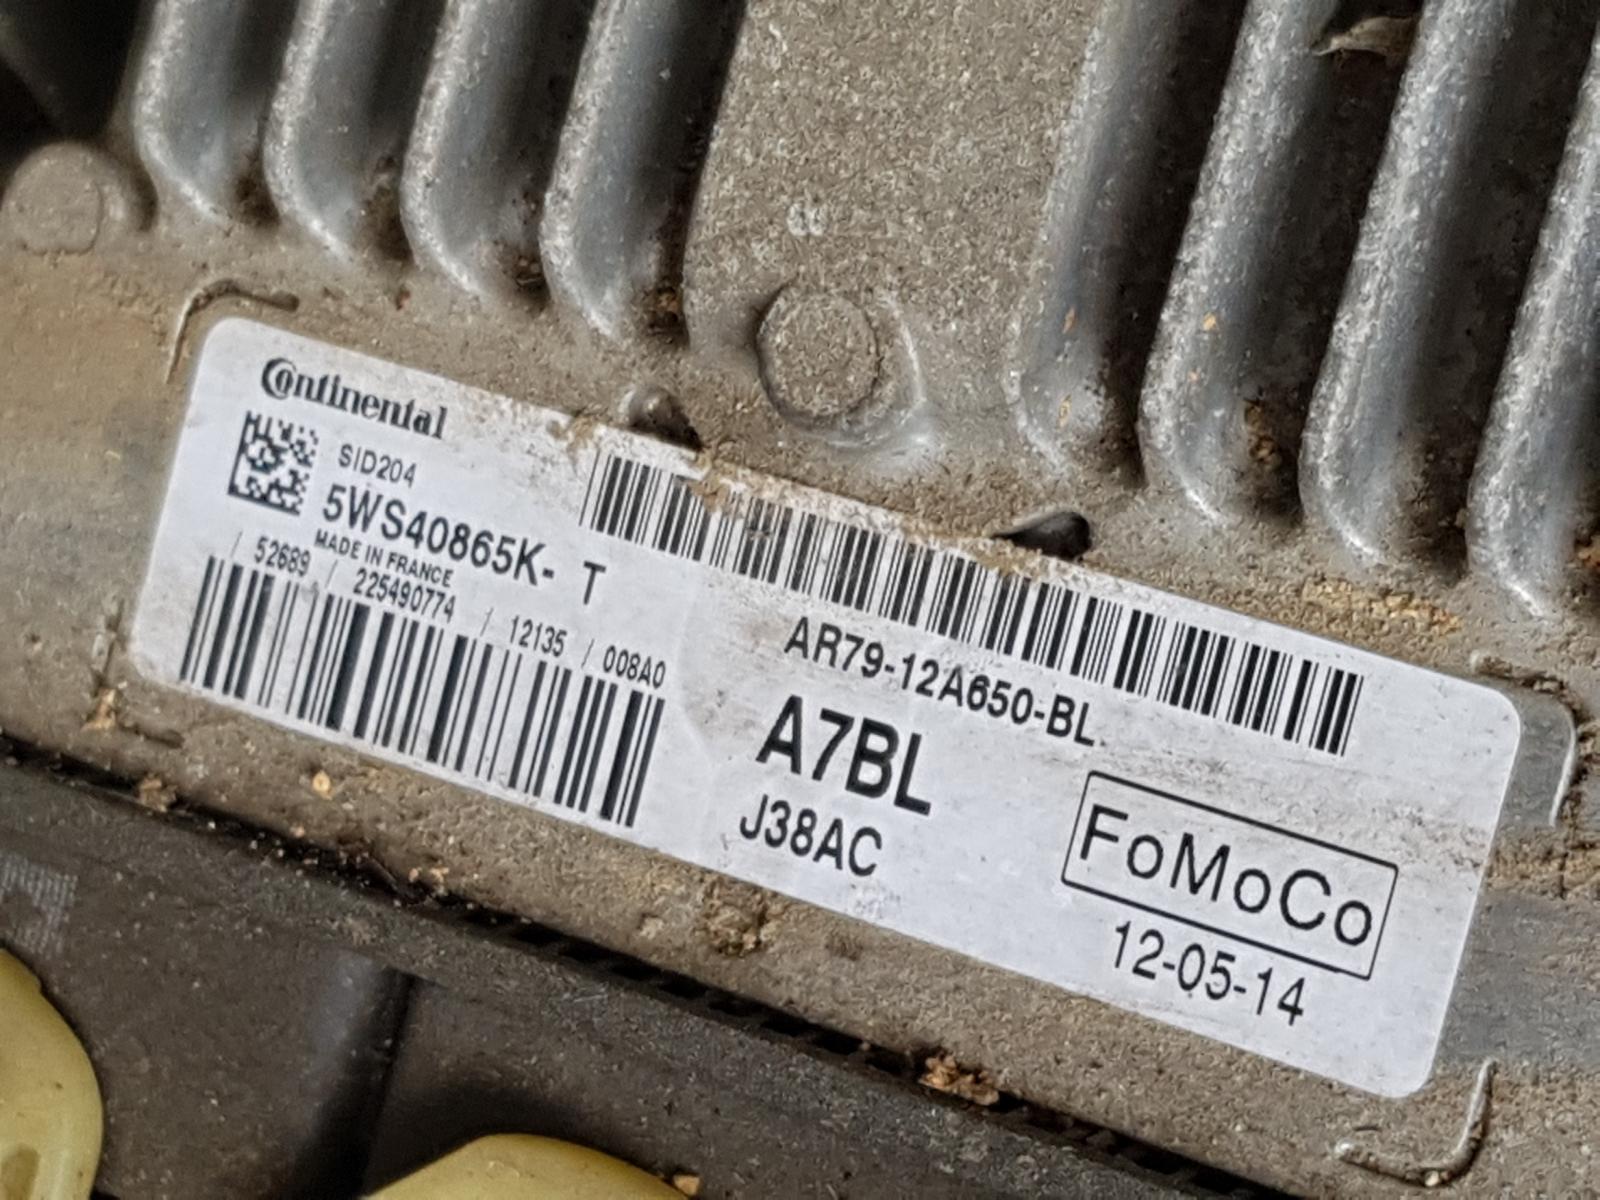 Continental
SID204
5WS40865K- T
MADE IN FRANCE
/ 52689 / 225490774 / 12135 / 008A0
AR79-12A650-BL
A7BL
J38AC
FoMoCo
12-05-14